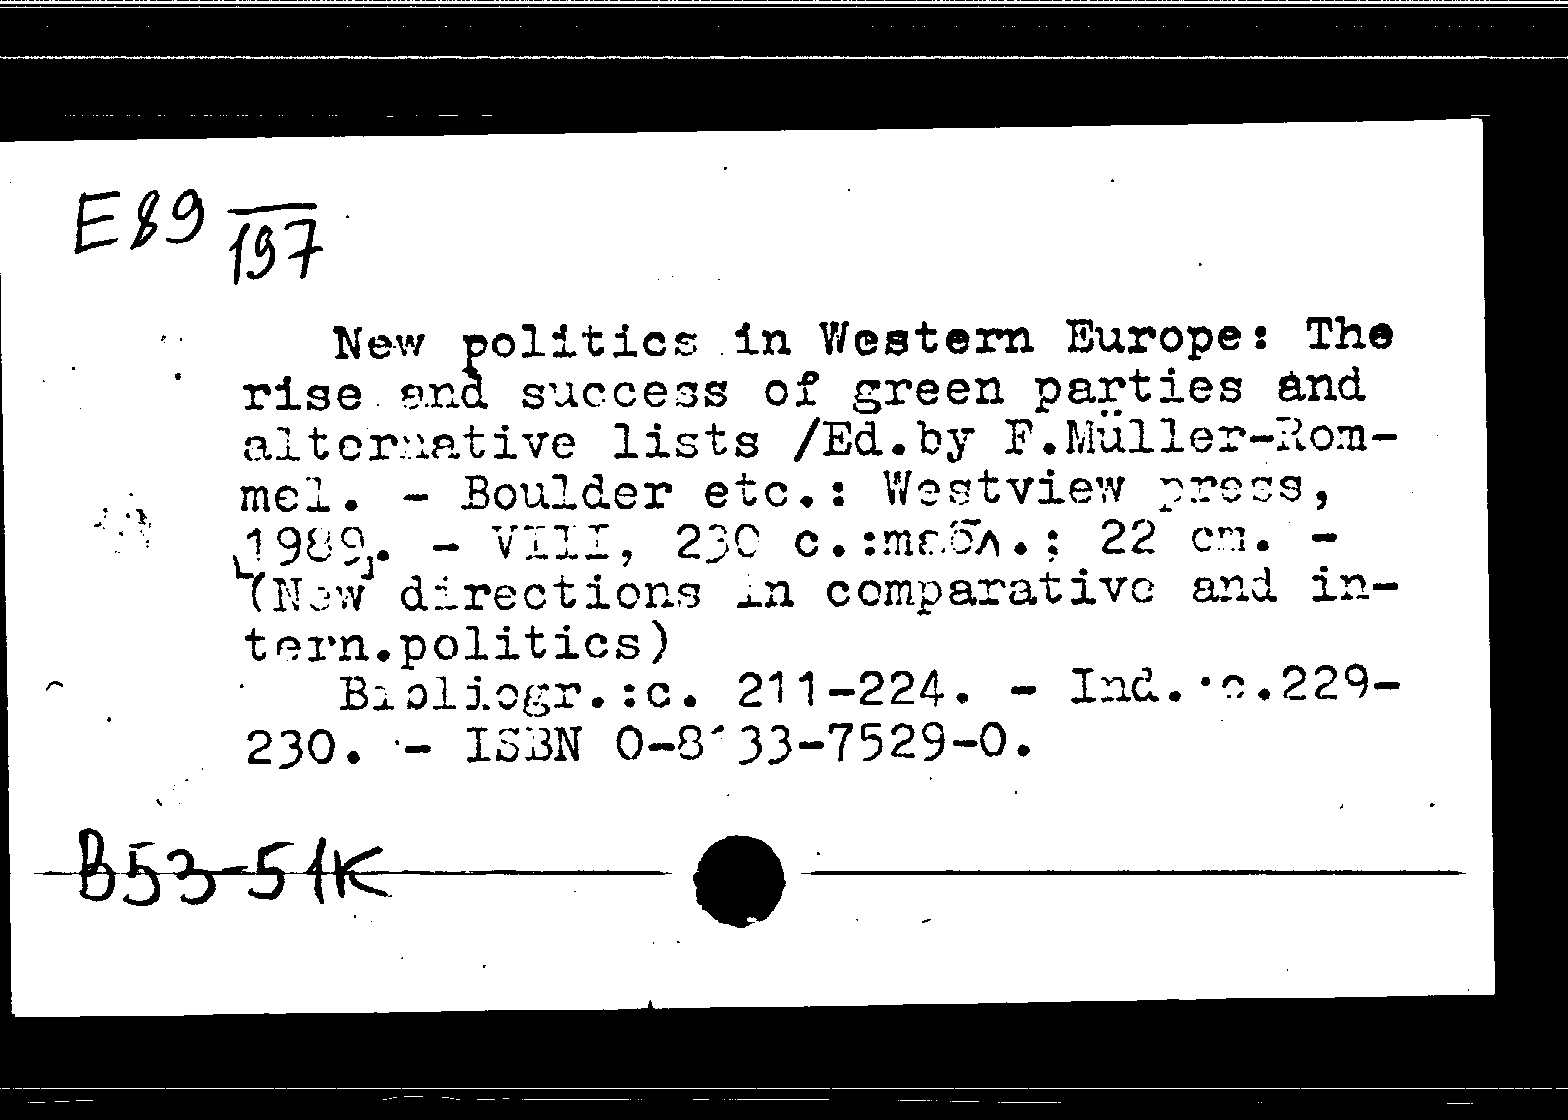 E89 197
New politics in Western Europe: The
rise and success of green parties and
alternative lists /Ed.by F.Müller-Rom-
mel. - Boulder etc.: Westview press,
[1989]. - VIII, 230 с.:табл.; 22 cm. -
(New directions in comparative and in-
tern.politics)
Bibliogr.:с. 211-224. - Ind.:с.229-
230. - ISBN 0-8133-7529-0.
B53-51K